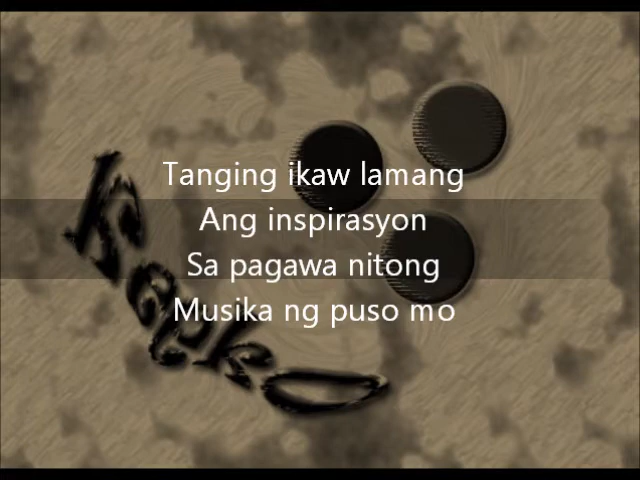 Tanging ikaw lamang
Ang inspirasyon
Sa pagawa nitong
Musika ng puso mo